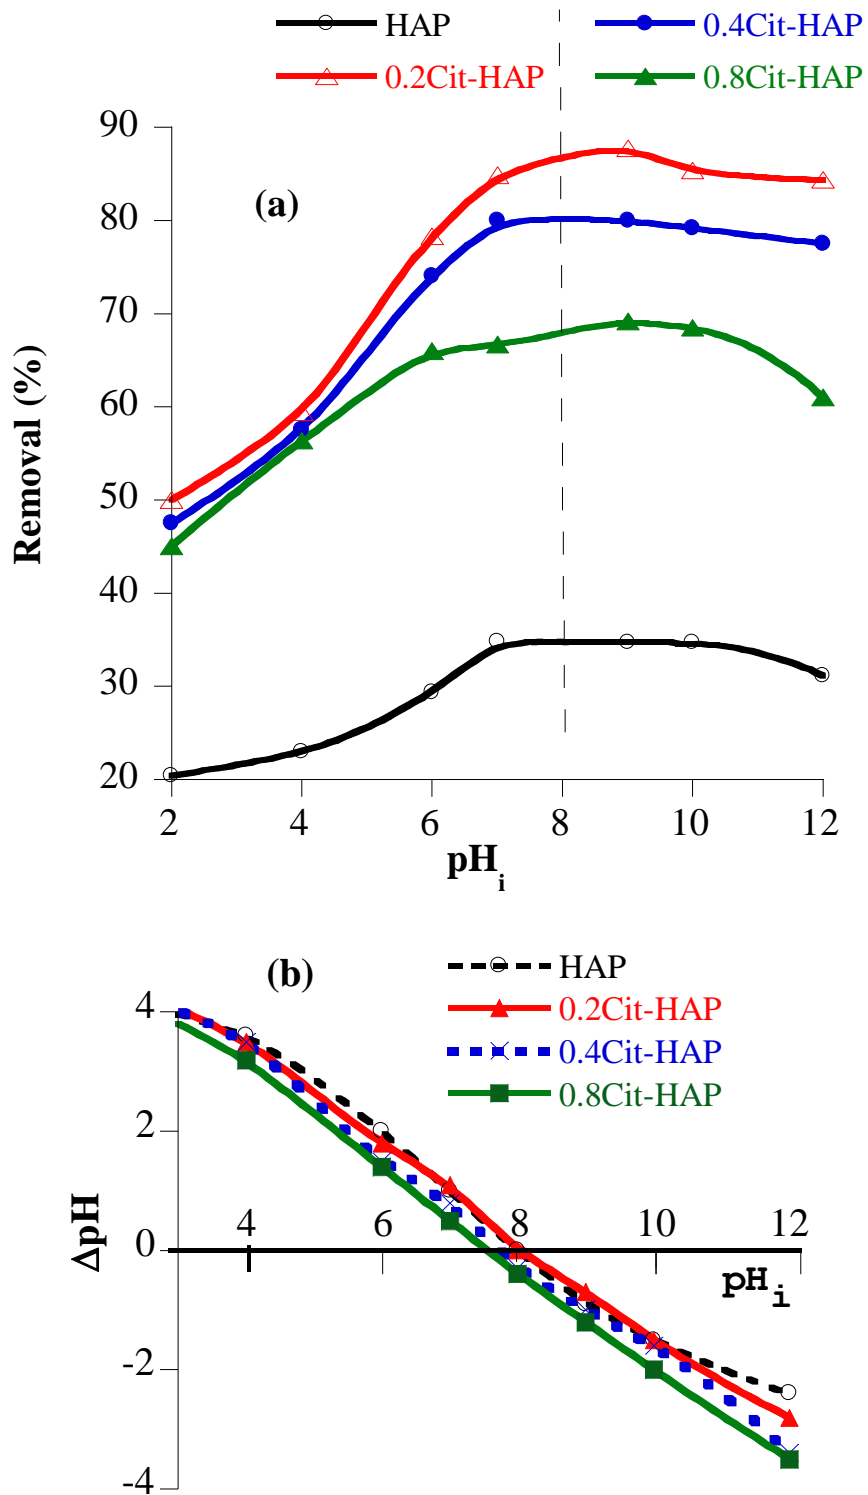 HAP 0.4Cit-HAP
0.2Cit-HAP 0.8Cit-HAP
90
(a)
80
70
60
50
40
30
20
Removal (%)
2 4 6 8 10 12
pHi
(b)
HAP
0.2Cit-HAP
0.4Cit-HAP
0.8Cit-HAP
4
2
0
-2
-4
ΔpH
4 6 8 10 12
pHi